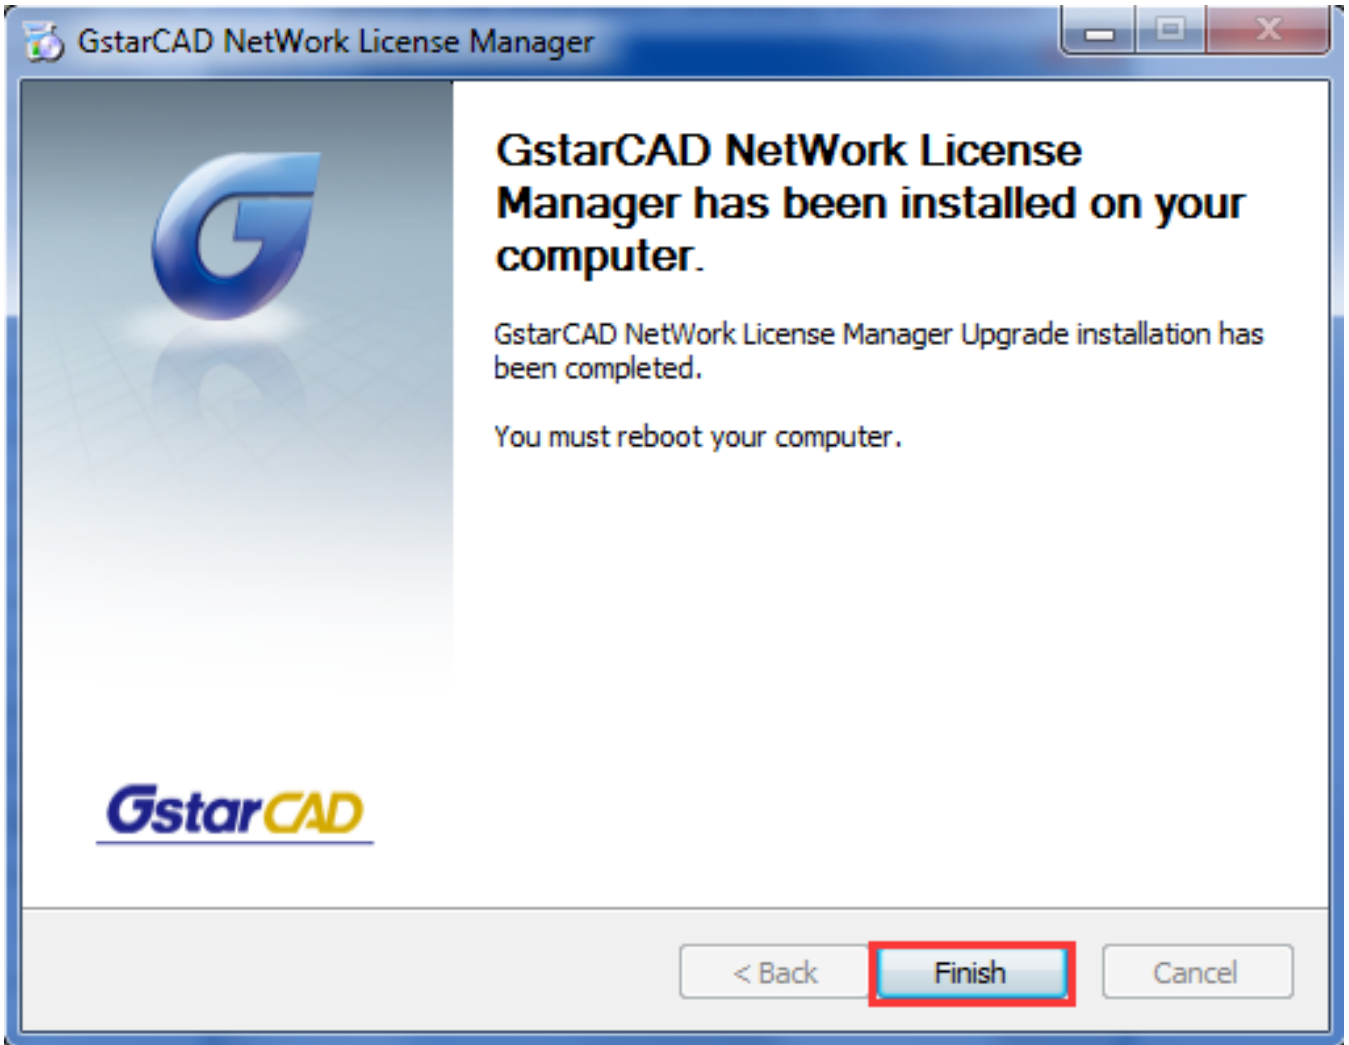 GstarCAD NetWork License Manager
GstarCAD NetWork License
Manager has been installed on your
computer.
GstarCAD NetWork License Manager Upgrade installation has
been completed.
You must reboot your computer.
GstarCAD
< Back
Finish
Cancel